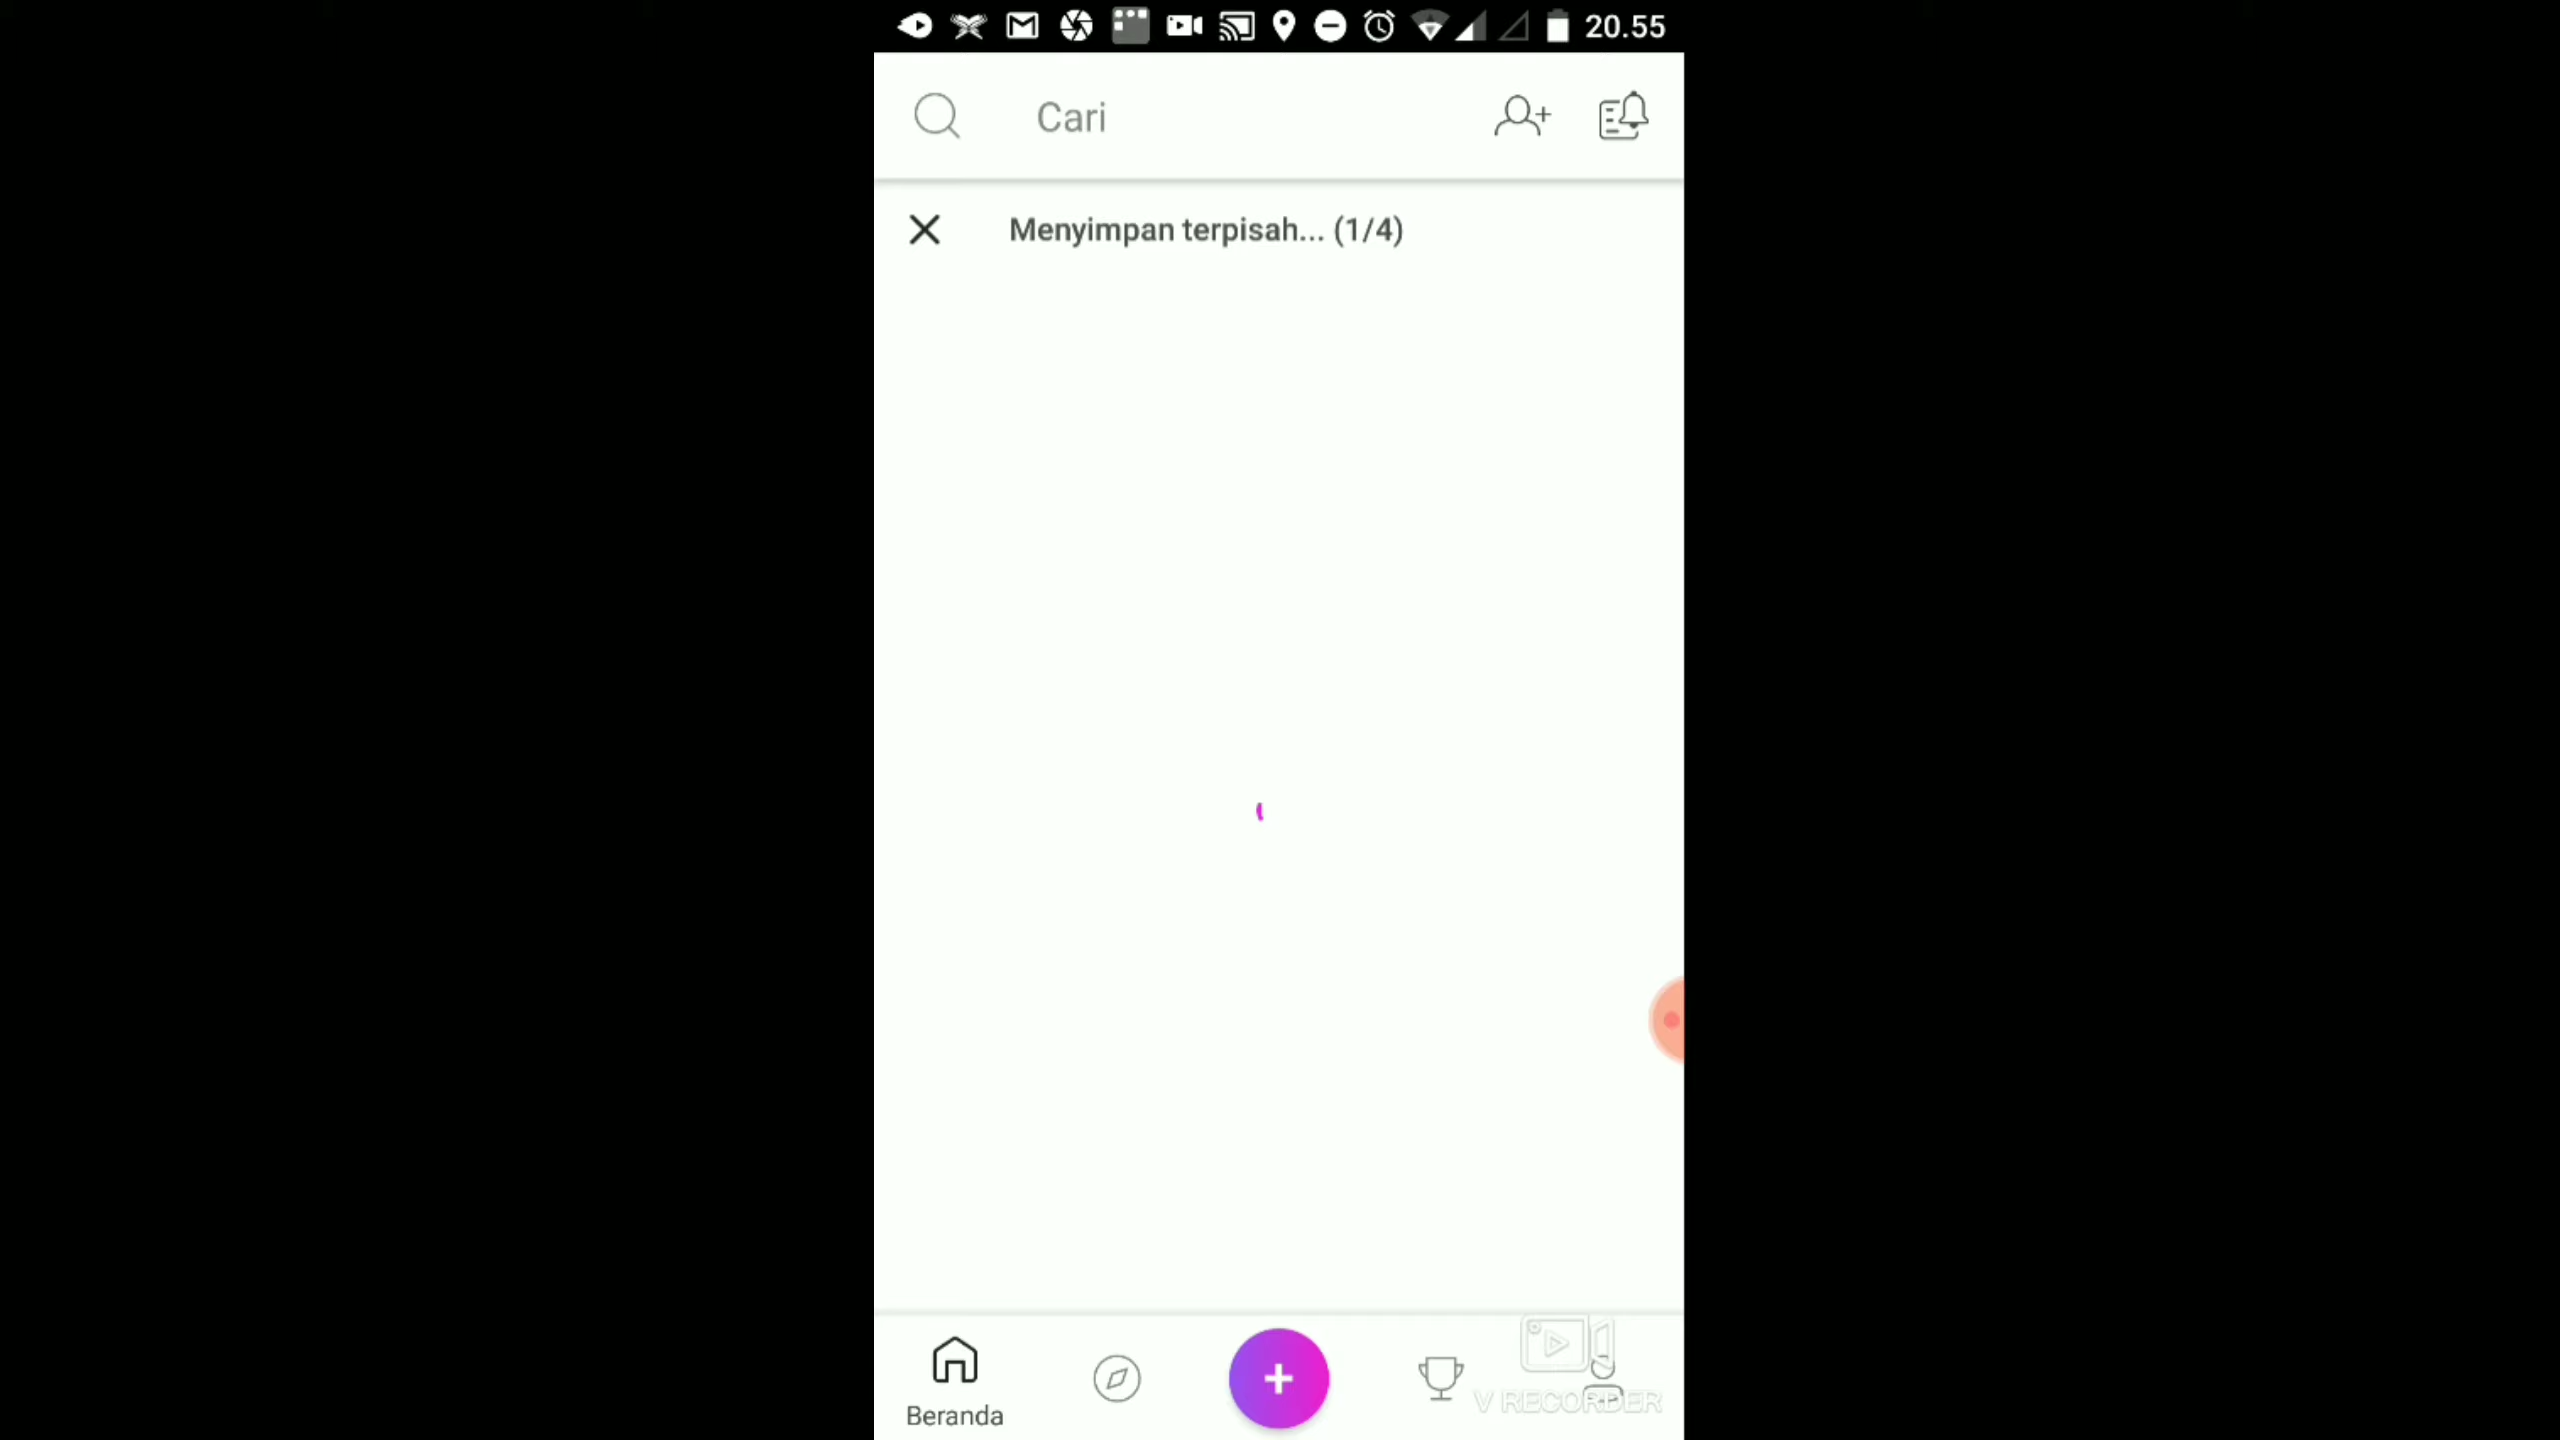 20.55
Cari
Menyimpan terpisah... (1/4)
V RECORDER
Beranda